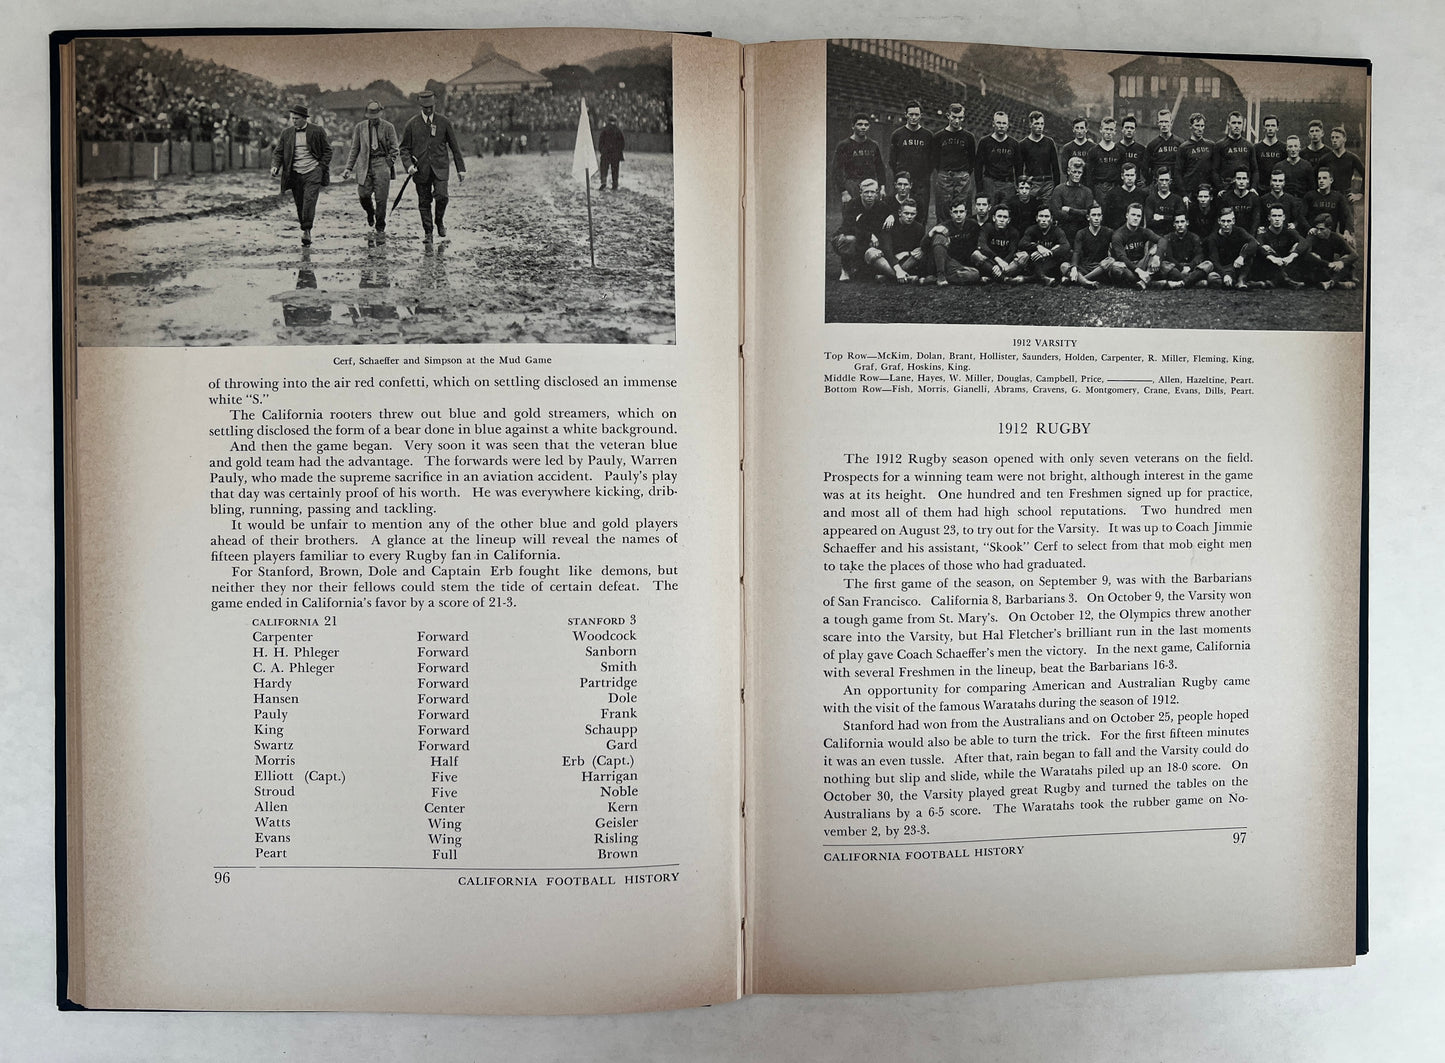 Cerf, Schaeffer and Simpson at the Mud Game
of throwing into the air red confetti, which on settling disclosed an immense
white “S.”
The California rooters threw out blue and gold streamers, which on
settling disclosed the form of a bear done in blue against a white background.
And then the game began. Very soon it was seen that the veteran blue
and gold team had the advantage. The forwards were led by Pauly, Warren
Pauly, who made the supreme sacrifice in an aviation accident. Pauly's play
that day was certainly proof of his worth. He was everywhere kicking, drib-
bling, running, passing and tackling.
It would be unfair to mention any of the other blue and gold players
ahead of their brothers. A glance at the lineup will reveal the names of
fifteen players familiar to every Rugby fan in California.
For Stanford, Brown, Dole and Captain Erb fought like demons, but
neither they nor their fellows could stem the tide of certain defeat. The
game ended in California's favor by a score of 21-3.
CALIFORNIA 21 STANFORD 3
Carpenter Forward Woodcock
H. H. Phleger Forward Sanborn
C. A. Phleger Forward Smith
Hardy Forward Partridge
Hansen Forward Dole
Pauly Forward Frank
King Forward Schaupp
Swartz Forward Gard
Morris Half Erb (Capt.)
Elliott (Capt.) Five Harrigan
Stroud Five Noble
Allen Center Kern
Watts Wing Geisler
Evans Wing Risling
Peart Full Brown
96 CALIFORNIA FOOTBALL HISTORY
1912 VARSITY
Top Row—McKim, Dolan, Brant, Hollister, Saunders, Holden, Carpenter, R. Miller, Fleming, King,
Graf, Graf, Hoskins, King.
Middle Row—Lane, Hayes, W. Miller, Douglas, Campbell, Price, ———, Allen, Hazeltine, Peart.
Bottom Row—Fish, Morris, Gianelli, Abrams, Cravens, G. Montgomery, Crane, Evans, Dills, Peart.
1912 RUGBY
The 1912 Rugby season opened with only seven veterans on the field.
Prospects for a winning team were not bright, although interest in the game
was at its height. One hundred and ten Freshmen signed up for practice,
and most all of them had high school reputations. Two hundred men
appeared on August 23, to try out for the Varsity. It was up to Coach Jimmie
Schaeffer and his assistant, “Skook” Cerf to select from that mob eight men
to take the places of those who had graduated.
The first game of the season, on September 9, was with the Barbarians
of San Francisco. California 8, Barbarians 3. On October 9, the Varsity won
a tough game from St. Mary's. On October 12, the Olympics threw another
scare into the Varsity, but Hal Fletcher's brilliant run in the last moments
of play gave Coach Schaeffer's men the victory. In the next game, California
with several Freshmen in the lineup, beat the Barbarians 16-3.
An opportunity for comparing American and Australian Rugby came
with the visit of the famous Waratahs during the season of 1912.
Stanford had won from the Australians and on October 25, people hoped
California would also be able to turn the trick. For the first fifteen minutes
it was an even tussle. After that, rain began to fall and the Varsity could do
nothing but slip and slide, while the Waratahs piled up an 18-0 score. On
October 30, the Varsity played great Rugby and turned the tables on the
Australians by a 6-5 score. The Waratahs took the rubber game on No-
vember 2, by 23-3.
CALIFORNIA FOOTBALL HISTORY 97